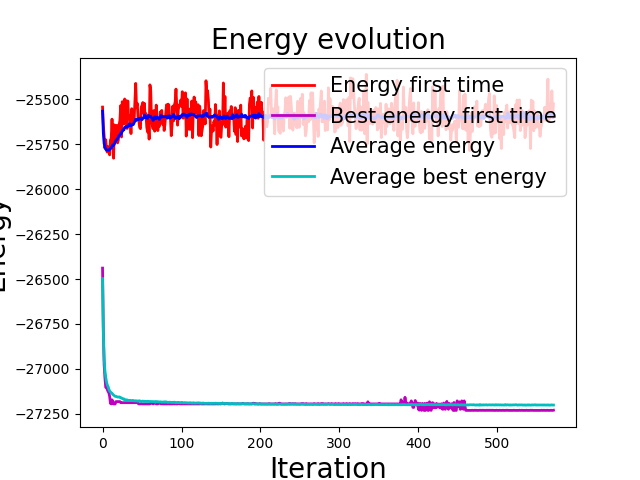 Energy evolution
Energy
−25500
−25750
−26000
−26250
−26500
−26750
−27000
−27250
Energy first time
Best energy first time
Average energy
Average best energy
0 100 200 300 400 500
Iteration